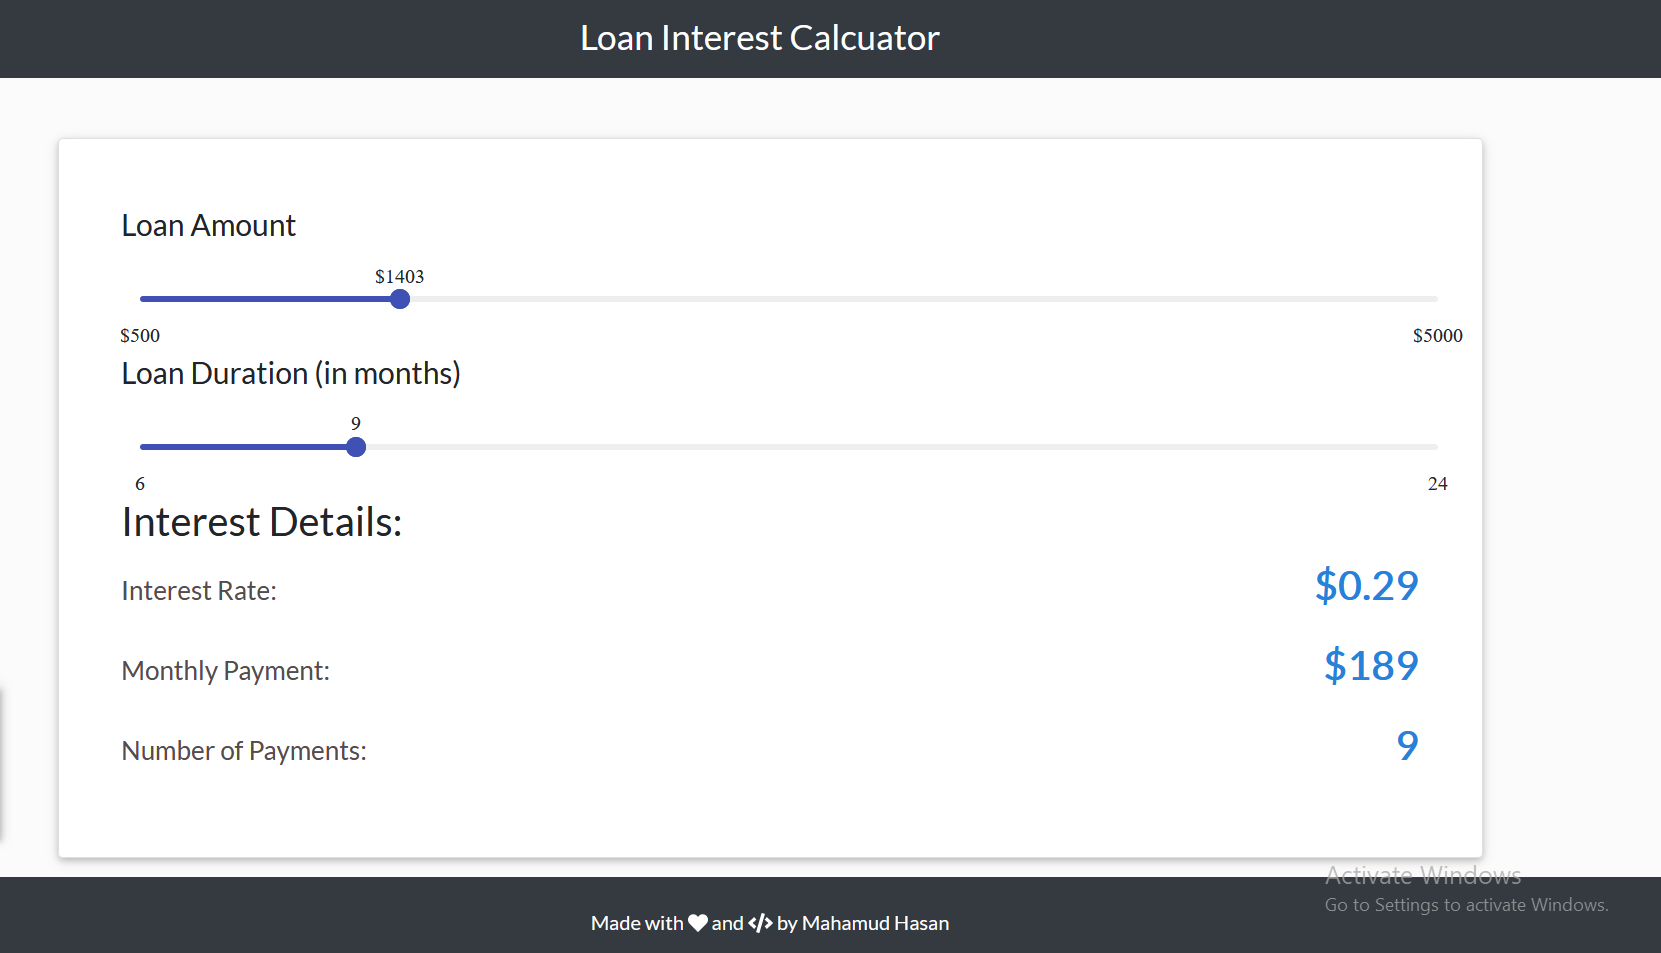 Loan Interest Calcuator
Loan Amount
$1403
$500 $5000
Loan Duration (in months)
9
6 24
Interest Details:
Interest Rate: $0.29
Monthly Payment: $189
Number of Payments: 9
Activate Windows
Go to Settings to activate Windows.
Made with and </> by Mahamud Hasan